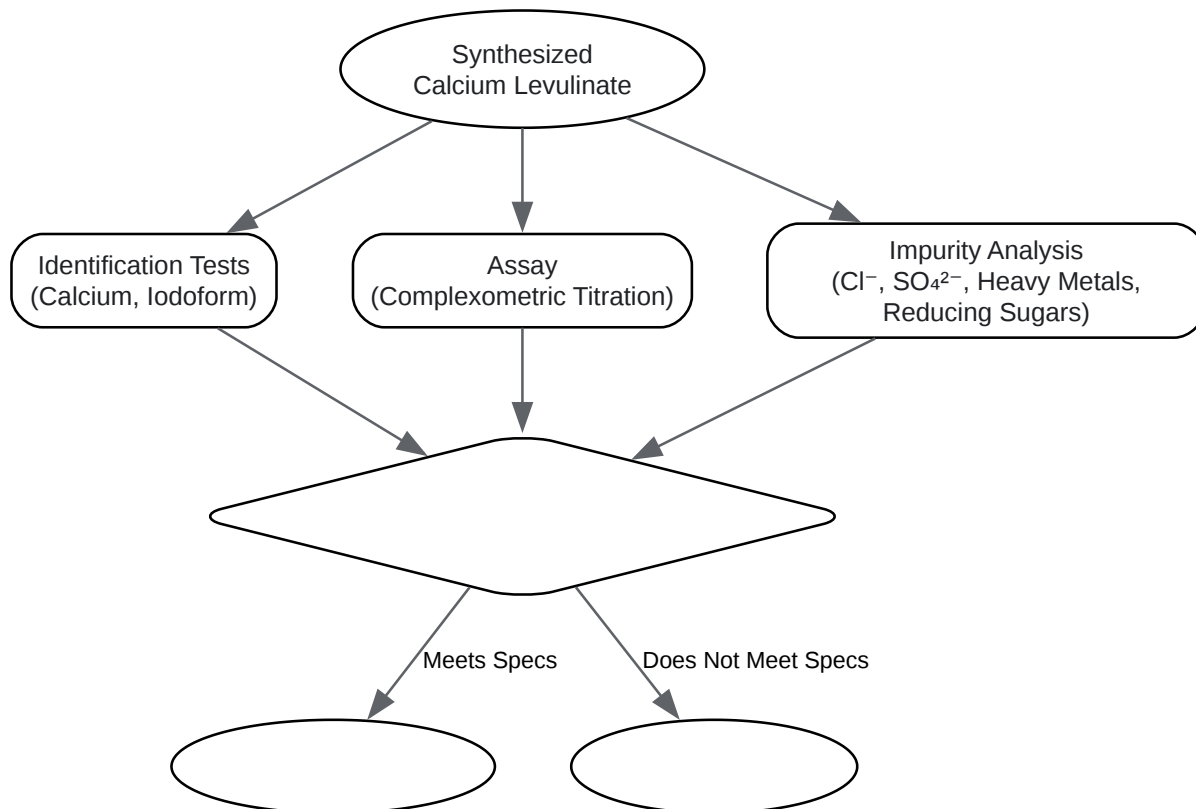 Synthesized
Calcium Levulinate
Identification Tests
(Calcium, Iodoform)
Assay
(Complexometric Titration)
Impurity Analysis
(Cl⁻, SO₄²⁻, Heavy Metals,
Reducing Sugars)
Meets Specs
Does Not Meet Specs